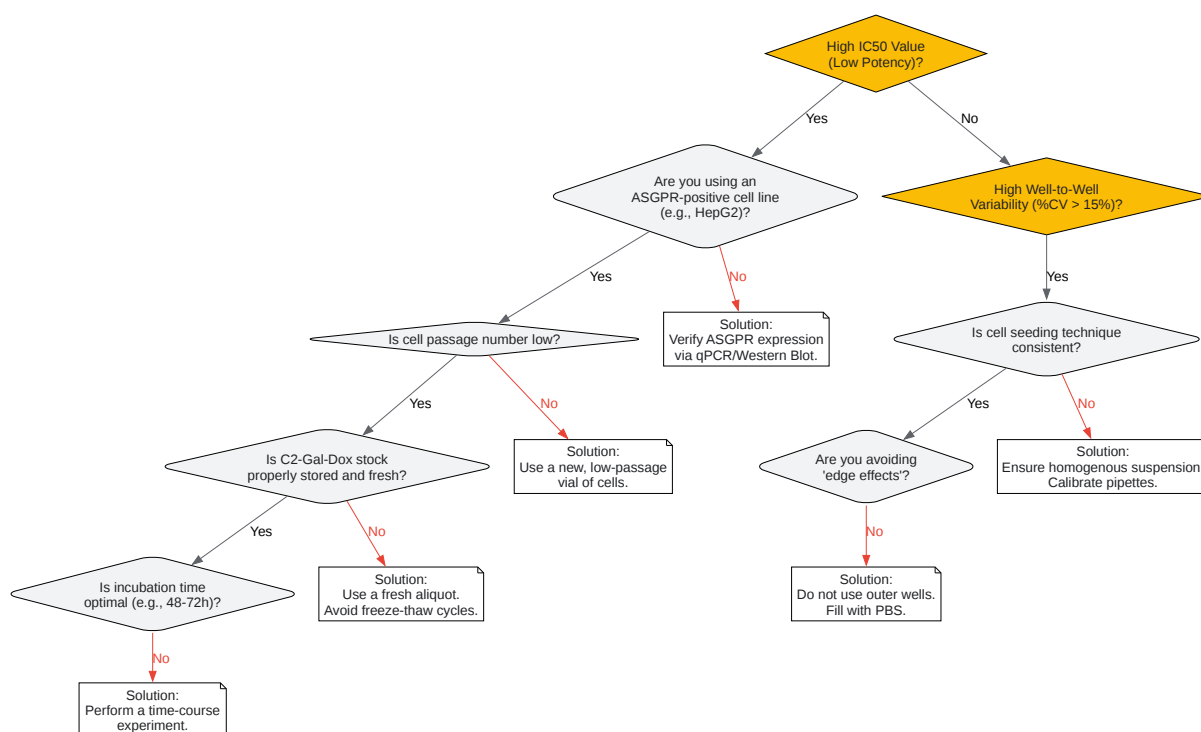 High IC50 Value
(Low Potency)?
Yes
No
Are you using an
ASGPR-positive cell line
(e.g., HepG2)?
High Well-to-Well
Variability (%CV > 15%)?
Yes
No
Yes
Is cell passage number low?
Solution:
Verify ASGPR expression
via qPCR/Western Blot.
Is cell seeding technique
consistent?
Yes
No
Yes
No
Is C2-Gal-Dox stock
properly stored and fresh?
Solution:
Use a new, low-passage
vial of cells.
Are you avoiding
'edge effects'?
Solution:
Ensure homogenous suspension
Calibrate pipettes.
Yes
No
No
Is incubation time
optimal (e.g., 48-72h)?
Solution:
Use a fresh aliquot.
Avoid freeze-thaw cycles.
Solution:
Do not use outer wells.
Fill with PBS.
No
Solution:
Perform a time-course
experiment.